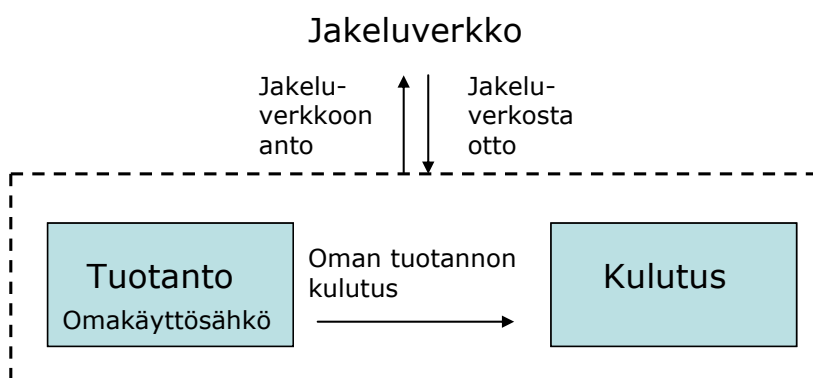 Jakeluverkko
Jakelu-
verkkoon
anto
Jakelu-
verkosta
otto
Tuotanto
Omakäyttösähkö
Oman tuotannon
kulutus
Kulutus